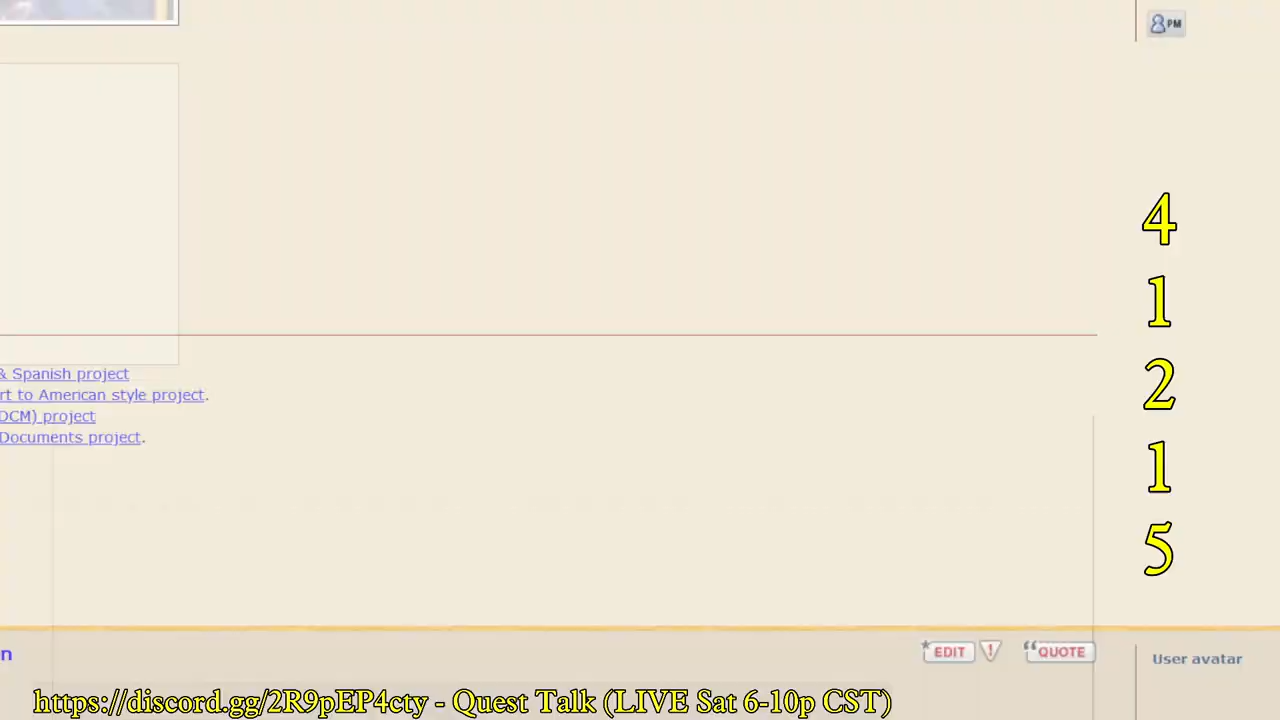 PM
4
1
2
1
5
& Spanish project
rt to American style project.
DCM) project
Documents project.
n
EDIT
!
QUOTE
User avatar
https://discord.gg/2R9pEP4cty - Quest Talk (LIVE Sat 6-10p CST)